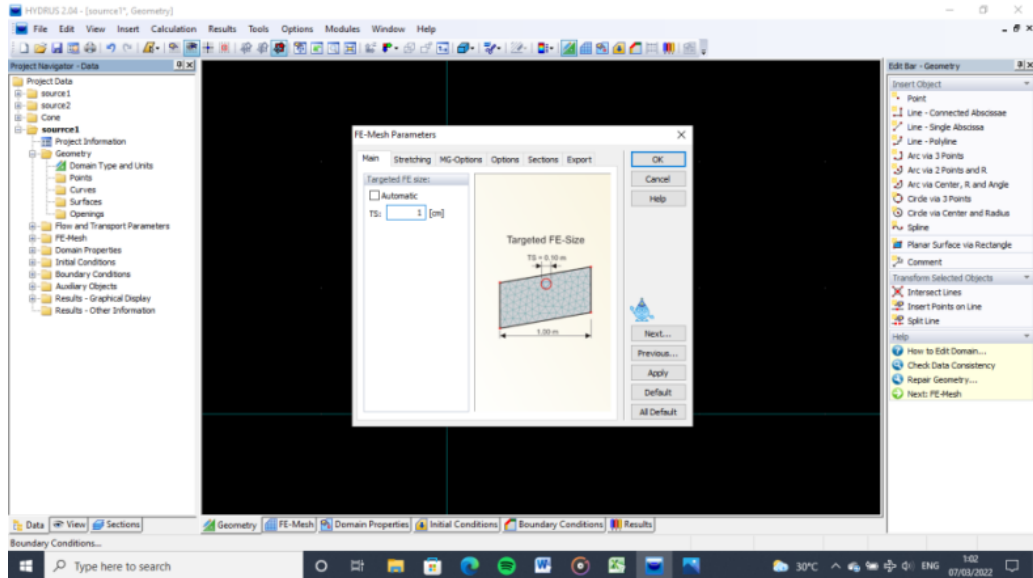 HYDRUS 2.04 - [sourrce1*, Geometry]
File Edit View Insert Calculation Results Tools Options Modules Window Help
Project Navigator - Data
Project Data
source1
source2
Cone
sourrce1
Project Information
Geometry
Domain Type and Units
Points
Curves
Surfaces
Openings
Flow and Transport Parameters
FE-Mesh
Domain Properties
Initial Conditions
Boundary Conditions
Auxiliary Objects
Results - Graphical Display
Results - Other Information
FE-Mesh Parameters
Main Stretching MG-Options Options Sections Export
Targeted FE size:
Automatic
TS: 1 [cm]
Targeted FE-Size
TS = 0.10 m
1.00 m
OK
Cancel
Help
Next...
Previous...
Apply
Default
All Default
Edit Bar - Geometry
Insert Object
Point
Line - Connected Abscissae
Line - Single Abscissa
Line - Polyline
Arc via 3 Points
Arc via 2 Points and R
Arc via Center, R and Angle
Circle via 3 Points
Circle via Center and Radius
Spline
Planar Surface via Rectangle
Comment
Transform Selected Objects
Intersect Lines
Insert Points on Line
Split Line
Help
How to Edit Domain...
Check Data Consistency
Repair Geometry...
Next: FE-Mesh
Data View Sections
Geometry FE-Mesh Domain Properties Initial Conditions Boundary Conditions Results
Boundary Conditions...
Type here to search
30°C ENG 1:02
07/03/2022